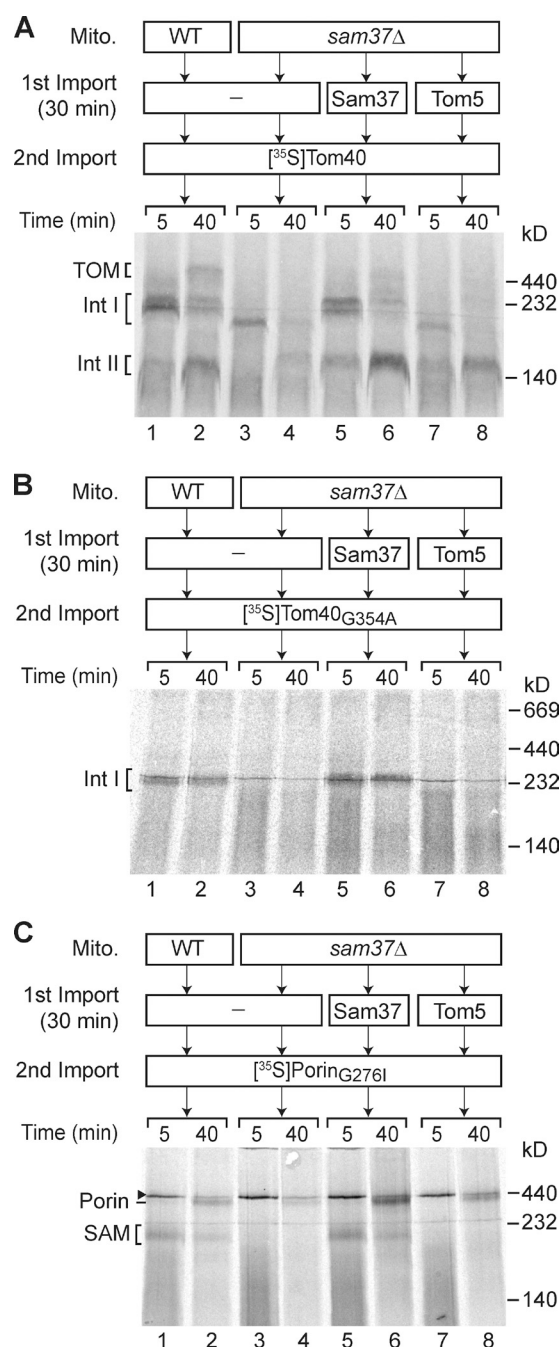 A
Mito. WT sam37Δ
1st Import – Sam37 Tom5
(30 min)
2nd Import [³⁵S]Tom40
Time (min) 5 40 5 40 5 40 5 40
kD
TOM
440
Int I 232
Int II
140
1 2 3 4 5 6 7 8
B
Mito. WT sam37Δ
1st Import – Sam37 Tom5
(30 min)
2nd Import [³⁵S]Tom40G354A
Time (min) 5 40 5 40 5 40 5 40
kD
669
440
Int I 232
140
1 2 3 4 5 6 7 8
C
Mito. WT sam37Δ
1st Import – Sam37 Tom5
(30 min)
2nd Import [³⁵S]PorinG276I
Time (min) 5 40 5 40 5 40 5 40
kD
Porin 440
232
SAM
140
1 2 3 4 5 6 7 8